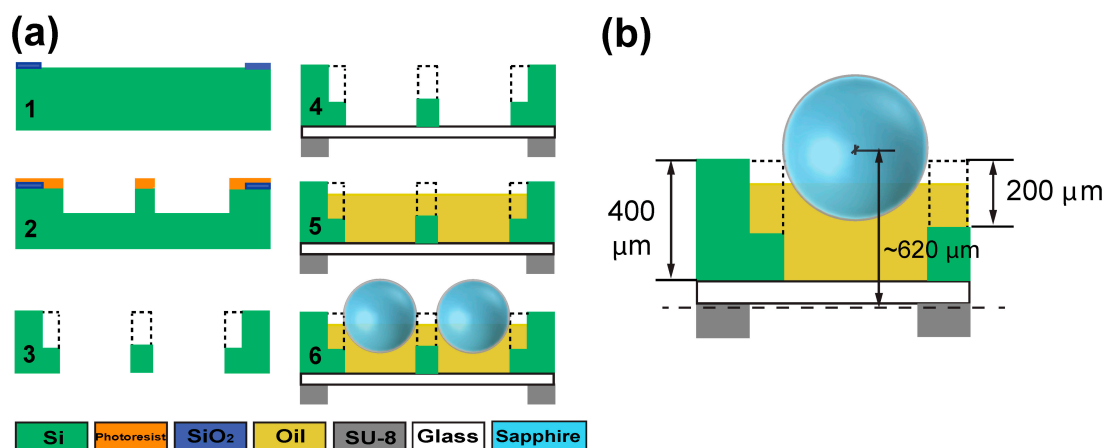 (a)
(b)
1
2
3
4
5
6
400
μm
200 μm
~620 μm
Si
Photoresist
SiO₂
Oil
SU-8
Glass
Sapphire